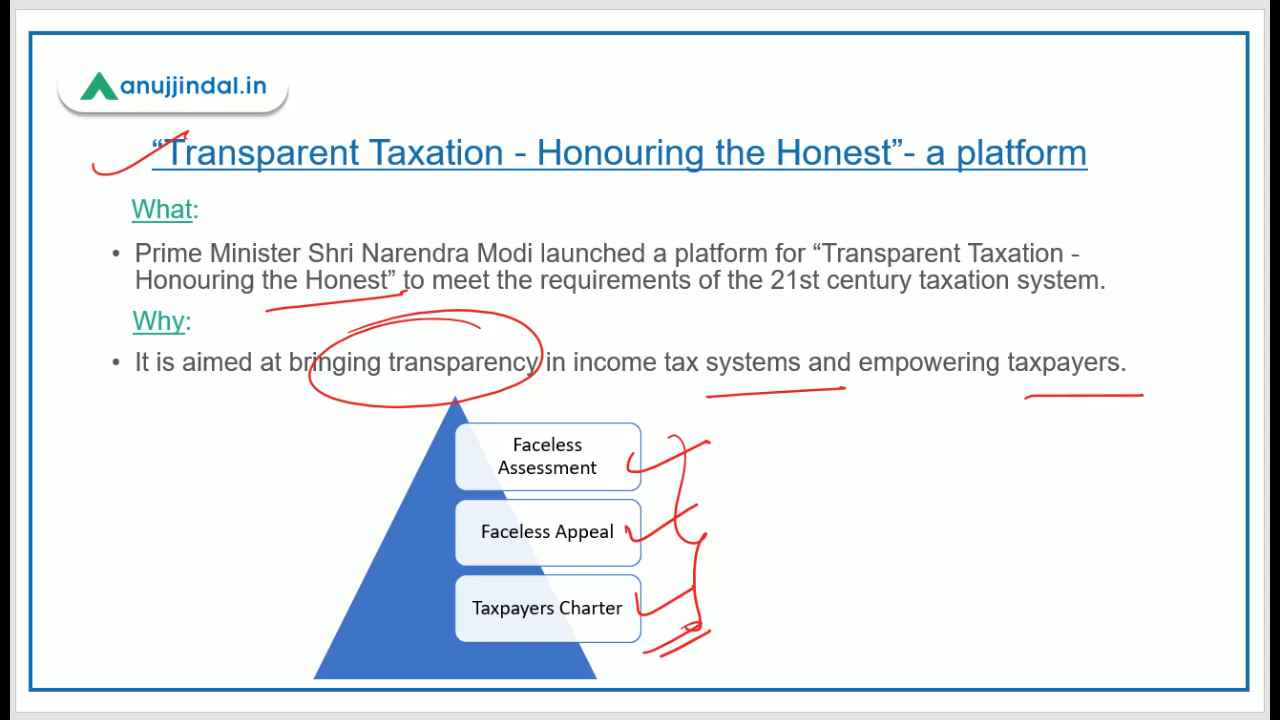 anujjindal.in
“Transparent Taxation - Honouring the Honest”- a platform
What:
• Prime Minister Shri Narendra Modi launched a platform for “Transparent Taxation -
Honouring the Honest” to meet the requirements of the 21st century taxation system.
Why:
• It is aimed at bringing transparency in income tax systems and empowering taxpayers.
Faceless
Assessment
Faceless Appeal
Taxpayers Charter